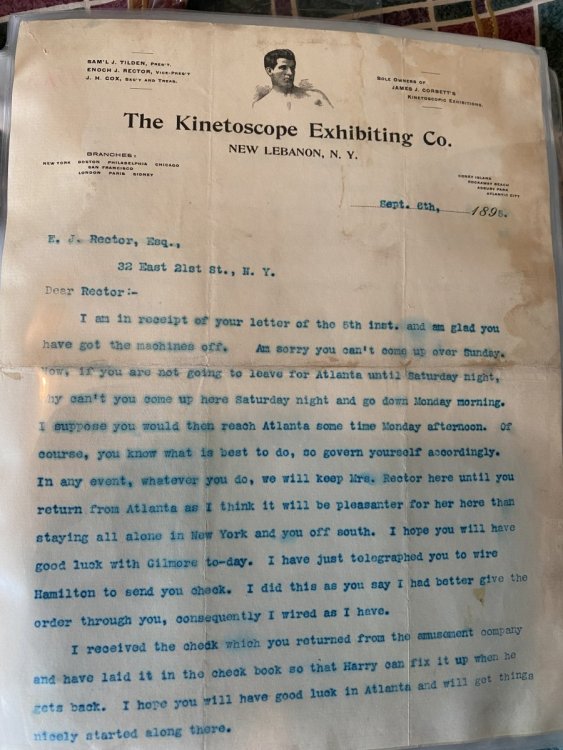 SAM'L J. TILDEN, PRES'T.
ENOCH J. RECTOR, VICE-PRES'T
J. H. COX, SEC'Y AND TREAS.
SOLE OWNERS OF
JAMES J. CORBETT'S
KINETOSCOPIC EXHIBITIONS.
The Kinetoscope Exhibiting Co.
NEW LEBANON, N. Y.
BRANCHES:
NEW YORK BOSTON PHILADELPHIA CHICAGO
SAN FRANCISCO
LONDON PARIS SIDNEY
CONEY ISLAND
ROCKAWAY BEACH
ASBURY PARK
ATLANTIC CITY
Sept. 6th, 1895.
E. J. Rector, Esq.,
32 East 21st St., N. Y.
Dear Rector:-
I am in receipt of your letter of the 5th inst. and am glad you
have got the machines off. Am sorry you can't come up over Sunday.
Now, if you are not going to leave for Atlanta until Saturday night,
why can't you come up here Saturday night and go down Monday morning.
I suppose you would then reach Atlanta some time Monday afternoon. Of
course, you know what is best to do, so govern yourself accordingly.
In any event, whatever you do, we will keep Mrs. Rector here until you
return from Atlanta as I think it will be pleasanter for her here than
staying all alone in New York and you off south. I hope you will have
good luck with Gilmore to-day. I have just telegraphed you to wire
Hamilton to send you check. I did this as you say I had better give the
order through you, consequently I wired as I have.
I received the check which you returned from the amusement company
and have laid it in the check book so that Harry can fix it up when he
gets back. I hope you will have good luck in Atlanta and will get things
nicely started along there.